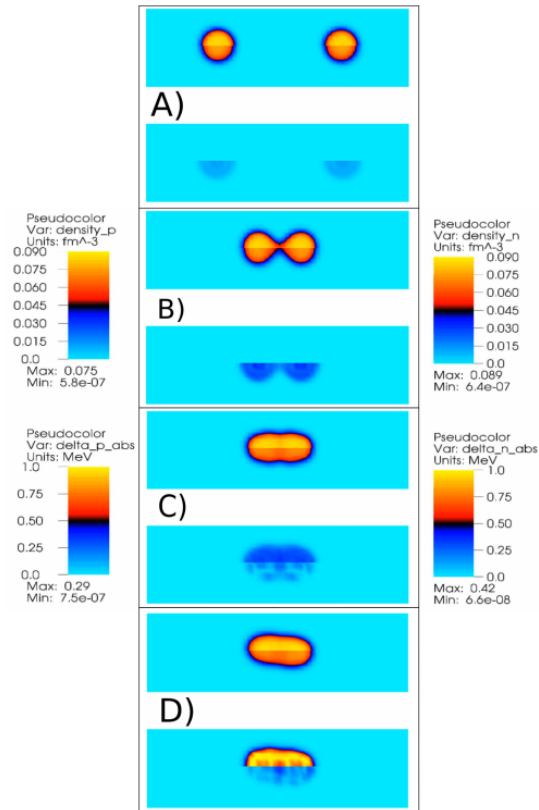 A)
Pseudocolor
Var: density_p
Units: fm^-3
0.090
0.075
0.060
0.045
0.030
0.015
0.0
Max: 0.075
Min: 5.8e-07
B)
Pseudocolor
Var: density_n
Units: fm^-3
0.090
0.075
0.060
0.045
0.030
0.015
0.0
Max: 0.089
Min: 6.4e-07
Pseudocolor
Var: delta_p_abs
Units: MeV
1.0
0.75
0.50
0.25
0.0
Max: 0.29
Min: 7.5e-07
C)
Pseudocolor
Var: delta_n_abs
Units: MeV
1.0
0.75
0.50
0.25
0.0
Max: 0.42
Min: 6.6e-08
D)